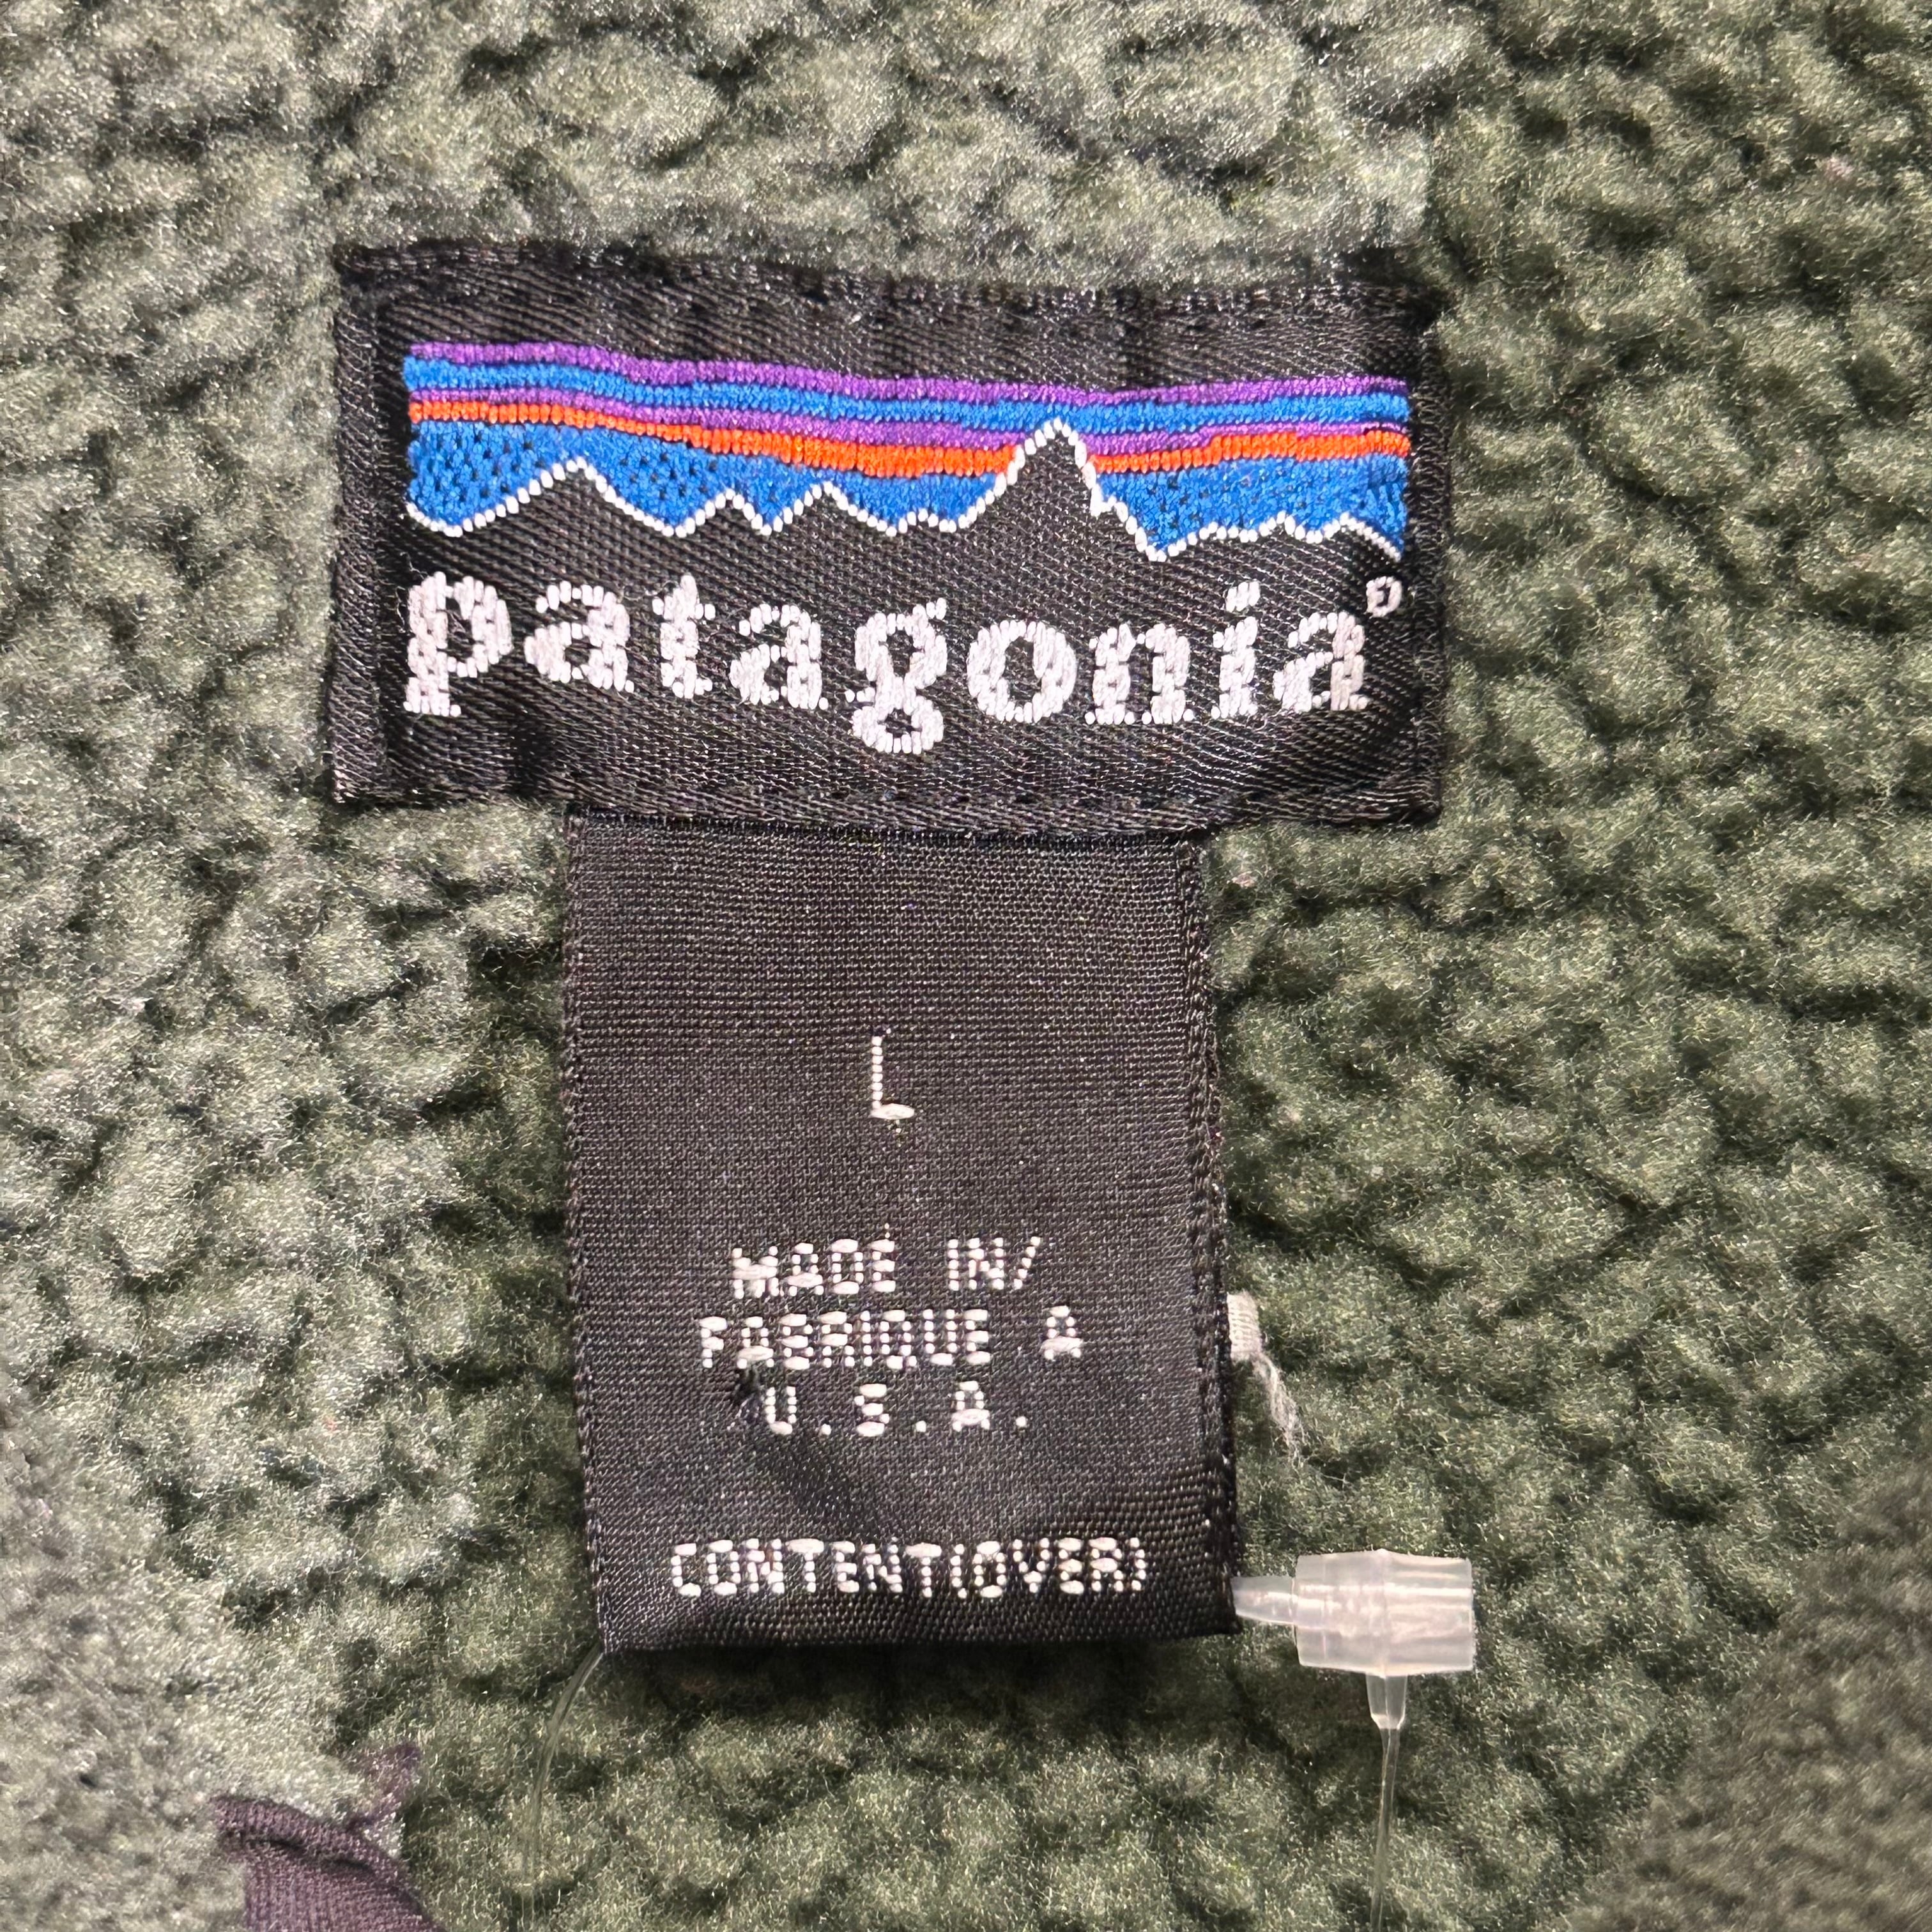 patagonia®
L
MADE IN/
FABRIQUE A
U.S.A.
CONTENT(OVER)